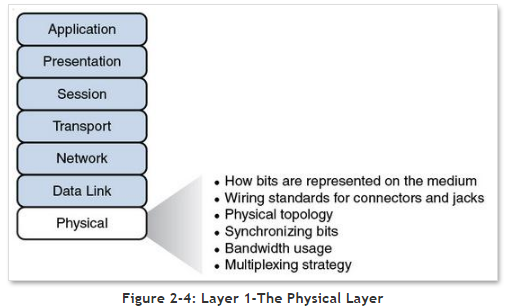 Application
Presentation
Session
Transport
Network
Data Link
Physical
• How bits are represented on the medium
• Wiring standards for connectors and jacks
• Physical topology
• Synchronizing bits
• Bandwidth usage
• Multiplexing strategy
Figure 2-4: Layer 1-The Physical Layer